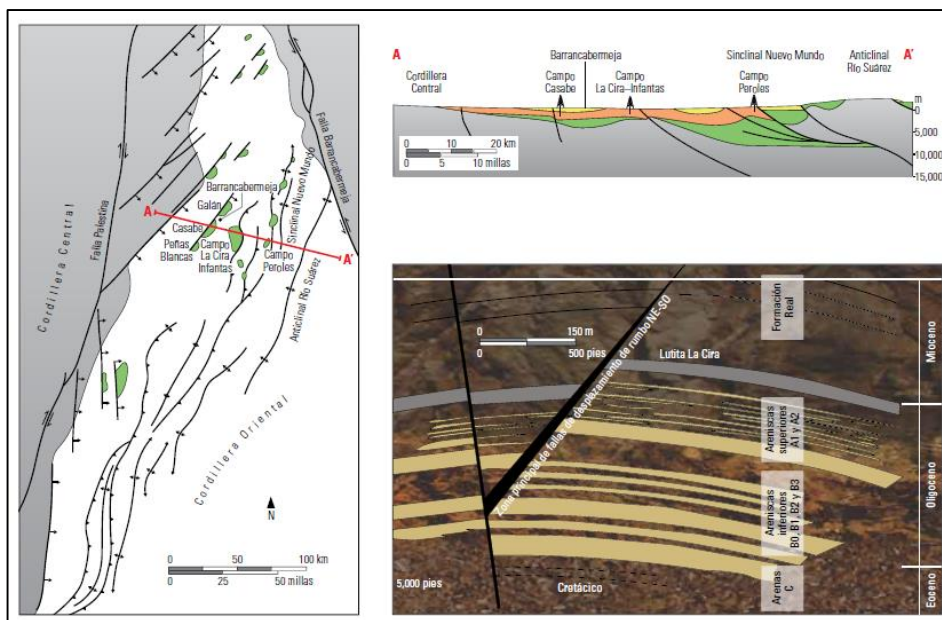 Cordillera Central
Falla Palestina
Falla Barrancabermeja
Barrancabermeja
Galán
A
Casabe
Peñas
Blancas
Campo
La Cira
Infantas
Campo
Peroles
A’
Sinclinal Nuevo Mundo
Anticlinal Río Suárez
Cordillera Oriental
N
0 50 100 km
0 25 50 millas
A
Cordillera
Central
Barrancabermeja
Campo
Casabe
Campo
La Cira–Infantas
Sinclinal Nuevo Mundo
Campo
Peroles
Anticlinal
Río Suárez
A’
m
0
5,000
10,000
15,000
0 10 20 km
0 5 10 millas
0 150 m
0 500 pies
Zona principal de fallas de desplazamiento de rumbo NE-SO
Lutita La Cira
Formación
Real
Areniscas
superiores
A1 y A2
Areniscas
inferiores
B0, B1, B2 y B3
Arenas
C
Cretácico
5,000 pies
Mioceno
Oligoceno
Eoceno